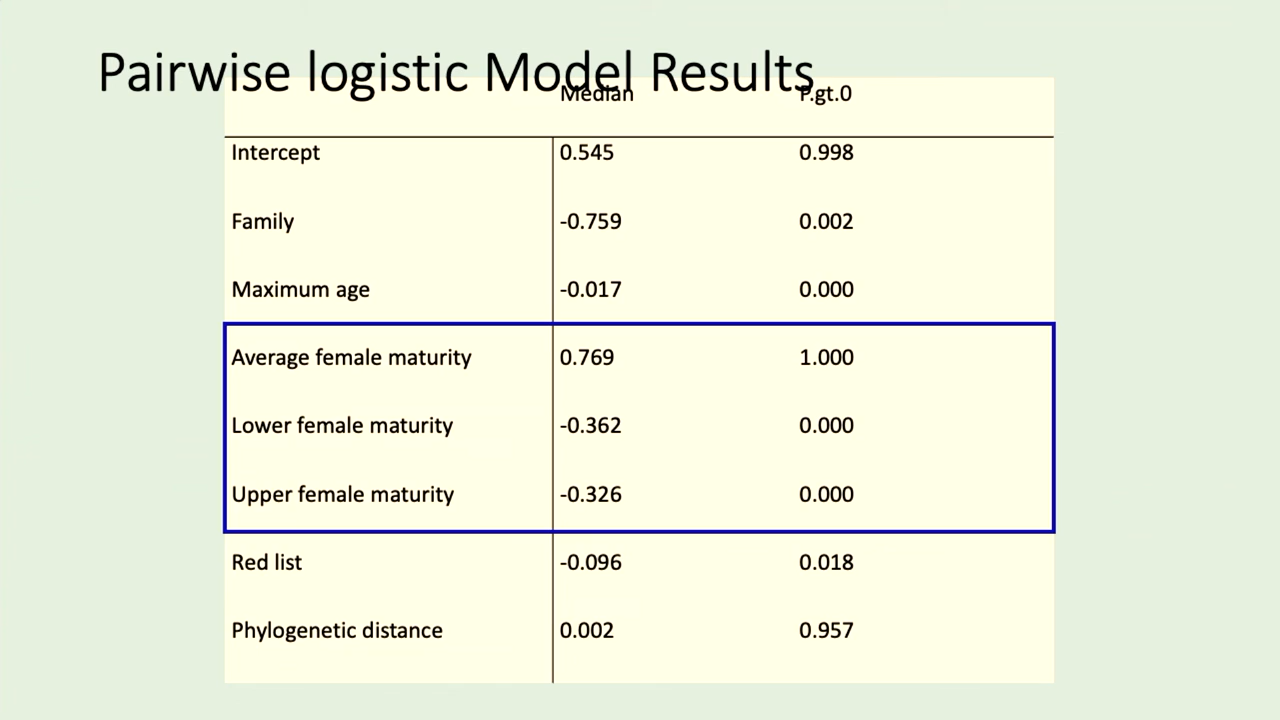 Pairwise logistic Model Results
Median P.gt.0
Intercept 0.545 0.998
Family -0.759 0.002
Maximum age -0.017 0.000
Average female maturity 0.769 1.000
Lower female maturity -0.362 0.000
Upper female maturity -0.326 0.000
Red list -0.096 0.018
Phylogenetic distance 0.002 0.957